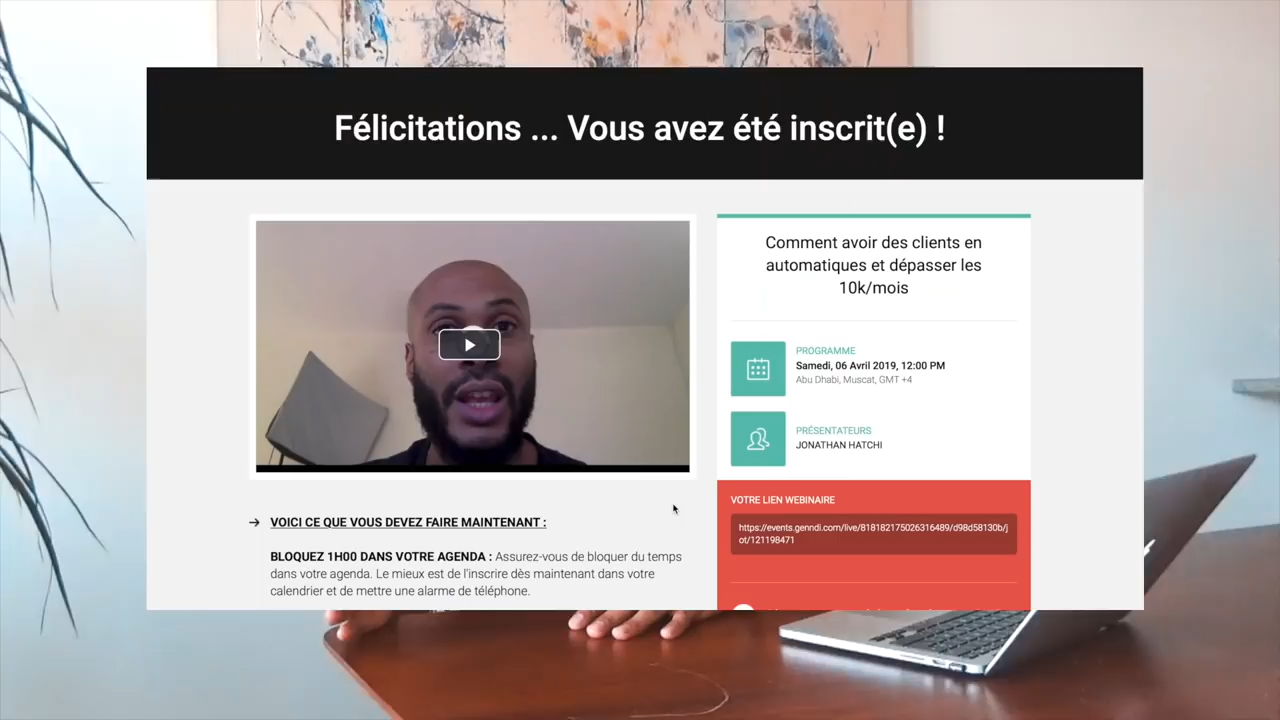 Félicitations ... Vous avez été inscrit(e) !
Comment avoir des clients en
automatiques et dépasser les
10k/mois
PROGRAMME
Samedi, 06 Avril 2019, 12:00 PM
Abu Dhabi, Muscat, GMT +4
PRÉSENTATEURS
JONATHAN HATCHI
VOTRE LIEN WEBINAIRE
https://events.genndi.com/live/818182175026316489/d98d58130b/j
ot/121198471
→ VOICI CE QUE VOUS DEVEZ FAIRE MAINTENANT :
BLOQUEZ 1H00 DANS VOTRE AGENDA : Assurez-vous de bloquer du temps
dans votre agenda. Le mieux est de l'inscrire dès maintenant dans votre
calendrier et de mettre une alarme de téléphone.